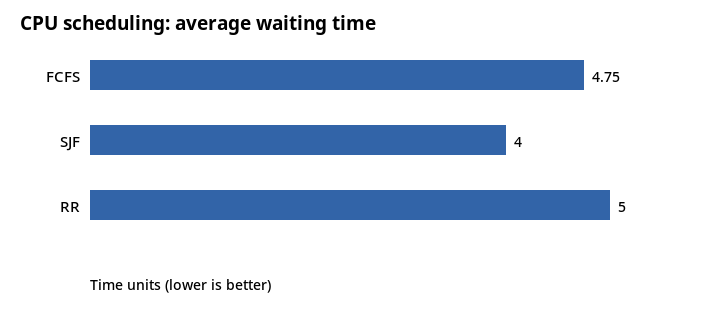 CPU scheduling: average waiting time
FCFS 4.75
SJF 4
RR 5
Time units (lower is better)